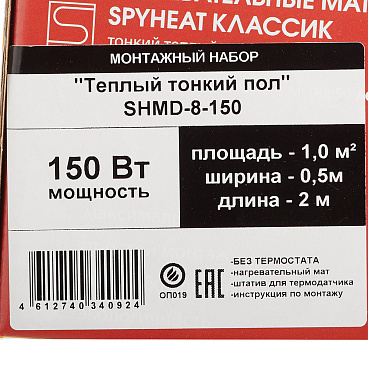 SPYHEAT КЛАССИК
МОНТАЖНЫЙ НАБОР
"Теплый тонкий пол"
SHMD-8-150
150 Вт
мощность
площадь - 1,0 м²
ширина - 0,5м
длина - 2 м
4 612740 340924
ОП019
ЕАС
-БЕЗ ТЕРМОСТАТА
-нагревательный мат
- штатив для термодатчика
-инструкция по монтажу